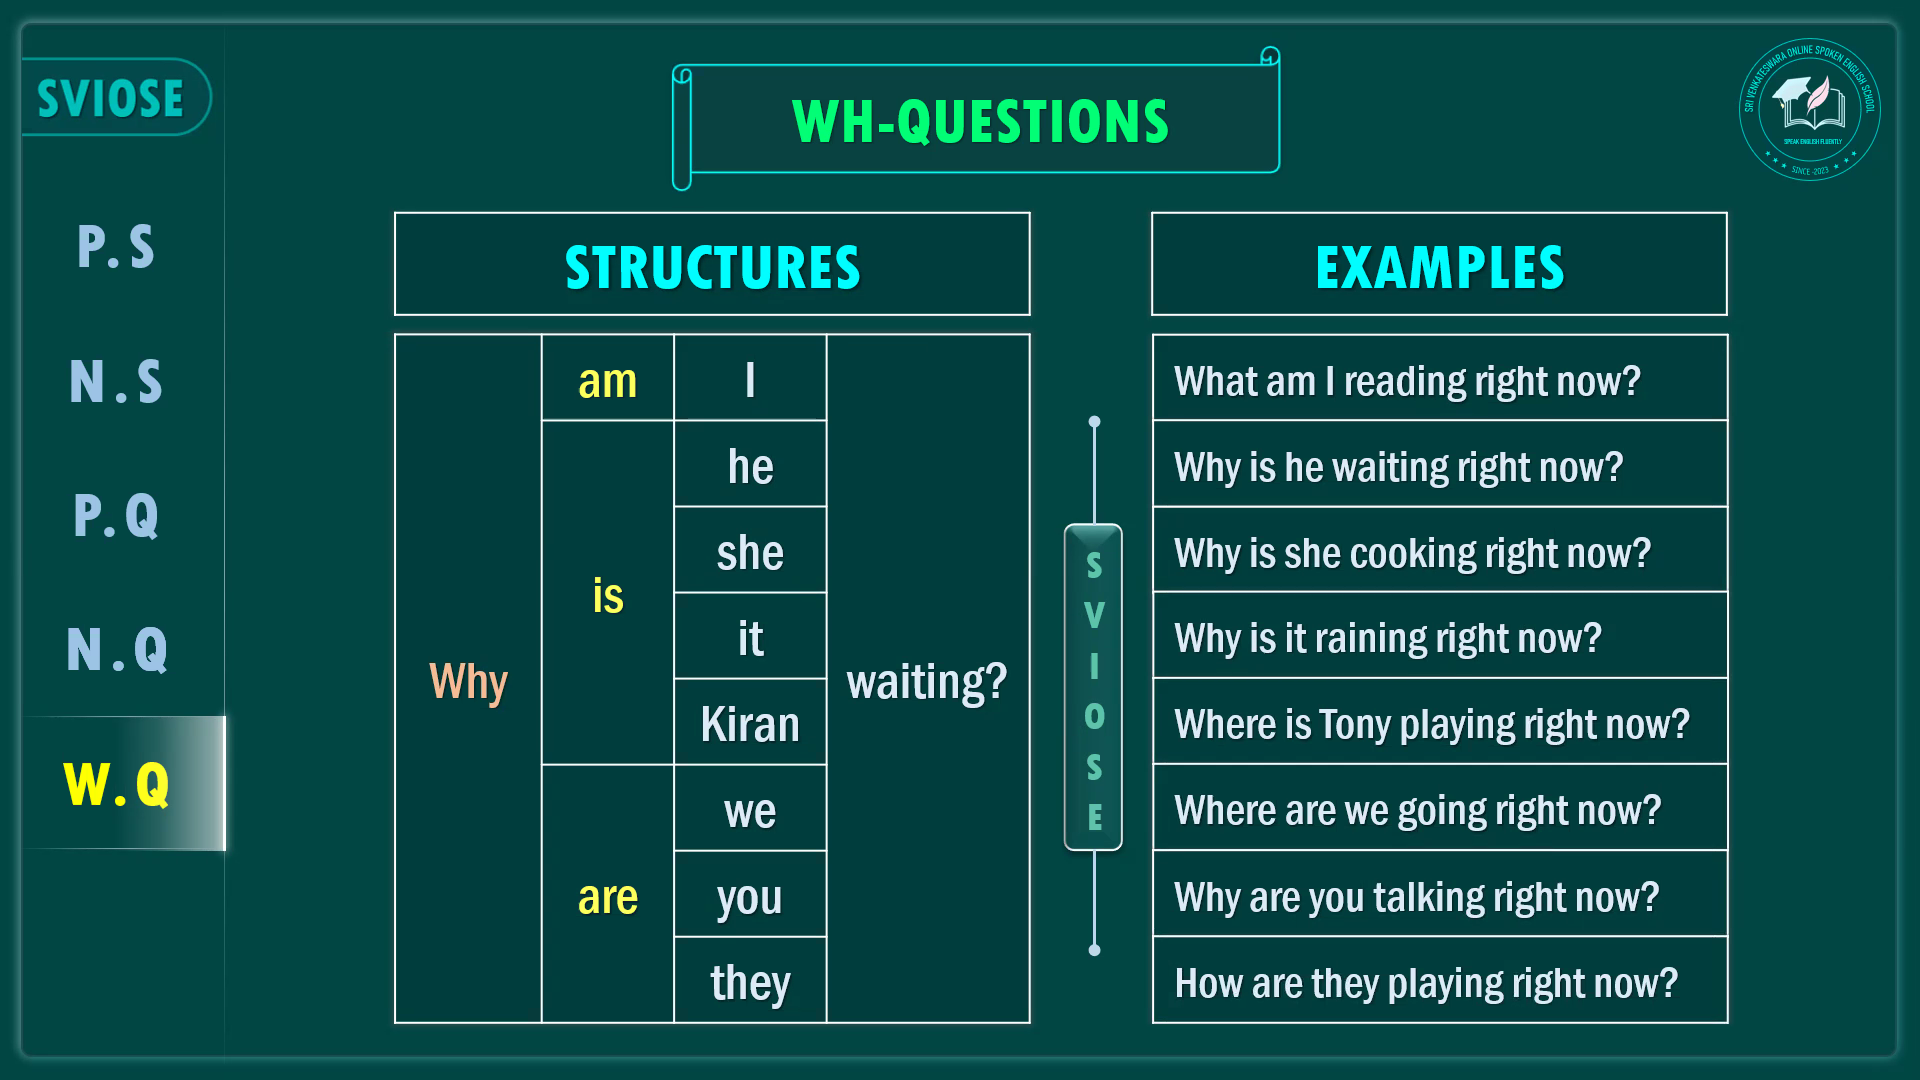 SVIOSE
P.S
N.S
P.Q
N.Q
W.Q
WH-QUESTIONS
SRI VENKATESWARA ONLINE SPOKEN ENGLISH SCHOOL
SPEAK ENGLISH FLUENTLY
SINCE -2023
STRUCTURES
Why
am
is
are
I
he
she
it
Kiran
we
you
they
waiting?
S
V
I
O
S
E
EXAMPLES
What am I reading right now?
Why is he waiting right now?
Why is she cooking right now?
Why is it raining right now?
Where is Tony playing right now?
Where are we going right now?
Why are you talking right now?
How are they playing right now?